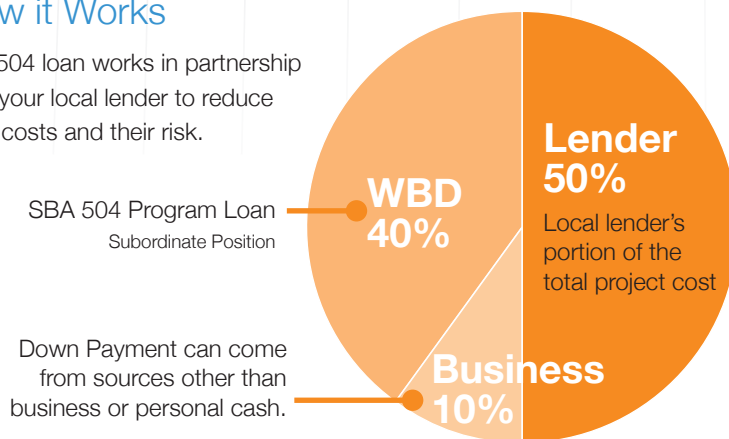 it Works
504 loan works in partnership
your local lender to reduce
costs and their risk.
SBA 504 Program Loan
Subordinate Position
Down Payment can come
from sources other than
business or personal cash.
WBD
40%
Business
10%
Lender
50%
Local lender's
portion of the
total project cost